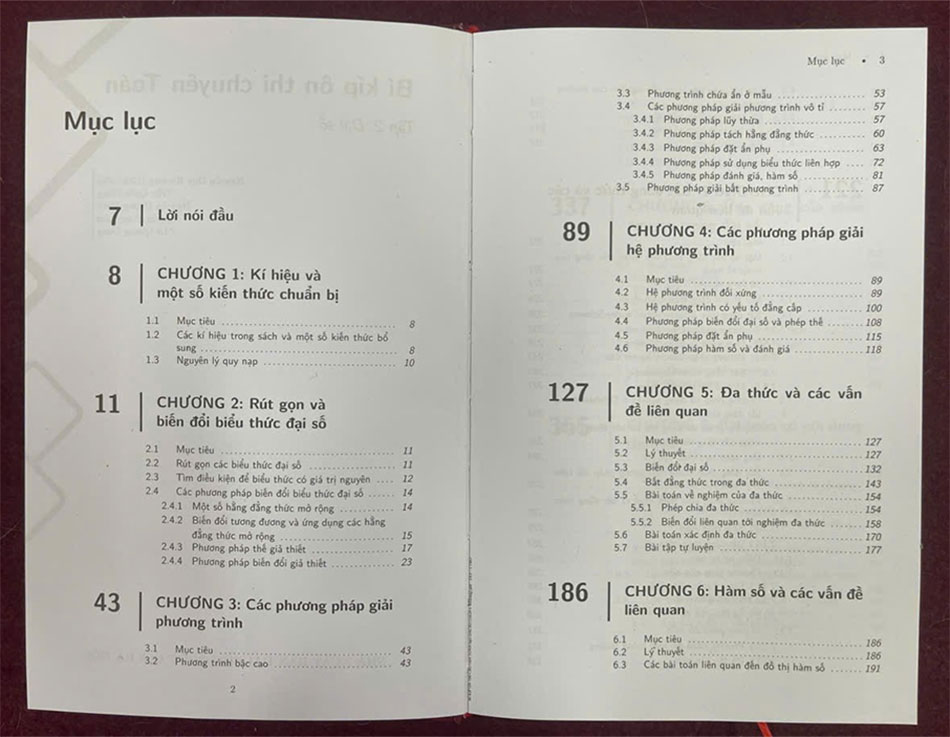 Mục lục
7 Lời nói đầu
8 CHƯƠNG 1: Kí hiệu và
một số kiến thức chuẩn bị
1.1 Mục tiêu 8
1.2 Các kí hiệu trong sách và một số kiến thức bổ
sung 8
1.3 Nguyên lý quy nạp 10
11 CHƯƠNG 2: Rút gọn và
biến đổi biểu thức đại số
2.1 Mục tiêu 11
2.2 Rút gọn các biểu thức đại số 11
2.3 Tìm điều kiện để biểu thức có giá trị nguyên 12
2.4 Các phương pháp biến đổi biểu thức đại số 14
2.4.1 Một số hằng đẳng thức mở rộng 14
2.4.2 Biến đổi tương đương và ứng dụng các hằng
đẳng thức mở rộng 15
2.4.3 Phương pháp thế giả thiết 17
2.4.4 Phương pháp biến đổi giả thiết 23
43 CHƯƠNG 3: Các phương pháp giải
phương trình
3.1 Mục tiêu 43
3.2 Phương trình bậc cao 43
2
Mục lục • 3
3.3 Phương trình chứa ẩn ở mẫu 53
3.4 Các phương pháp giải phương trình vô tỉ 57
3.4.1 Phương pháp lũy thừa 57
3.4.2 Phương pháp tách hằng đẳng thức 60
3.4.3 Phương pháp đặt ẩn phụ 63
3.4.4 Phương pháp sử dụng biểu thức liên hợp 72
3.4.5 Phương pháp đánh giá, hàm số 81
3.5 Phương pháp giải bất phương trình 87
89 CHƯƠNG 4: Các phương pháp giải
hệ phương trình
4.1 Mục tiêu 89
4.2 Hệ phương trình đối xứng 89
4.3 Hệ phương trình có yếu tố đẳng cấp 100
4.4 Phương pháp biến đổi đại số và phép thế 108
4.5 Phương pháp đặt ẩn phụ 115
4.6 Phương pháp hàm số và đánh giá 118
127 CHƯƠNG 5: Đa thức và các vấn
đề liên quan
5.1 Mục tiêu 127
5.2 Lý thuyết 127
5.3 Biến đổi đại số 132
5.4 Bất đẳng thức trong đa thức 143
5.5 Bài toán về nghiệm của đa thức 154
5.5.1 Phép chia đa thức 154
5.5.2 Biến đổi liên quan tới nghiệm đa thức 158
5.6 Bài toán xác định đa thức 170
5.7 Bài tập tự luyện 177
186 CHƯƠNG 6: Hàm số và các vấn đề
liên quan
6.1 Mục tiêu 186
6.2 Lý thuyết 186
6.3 Các bài toán liên quan đến đồ thị hàm số 191